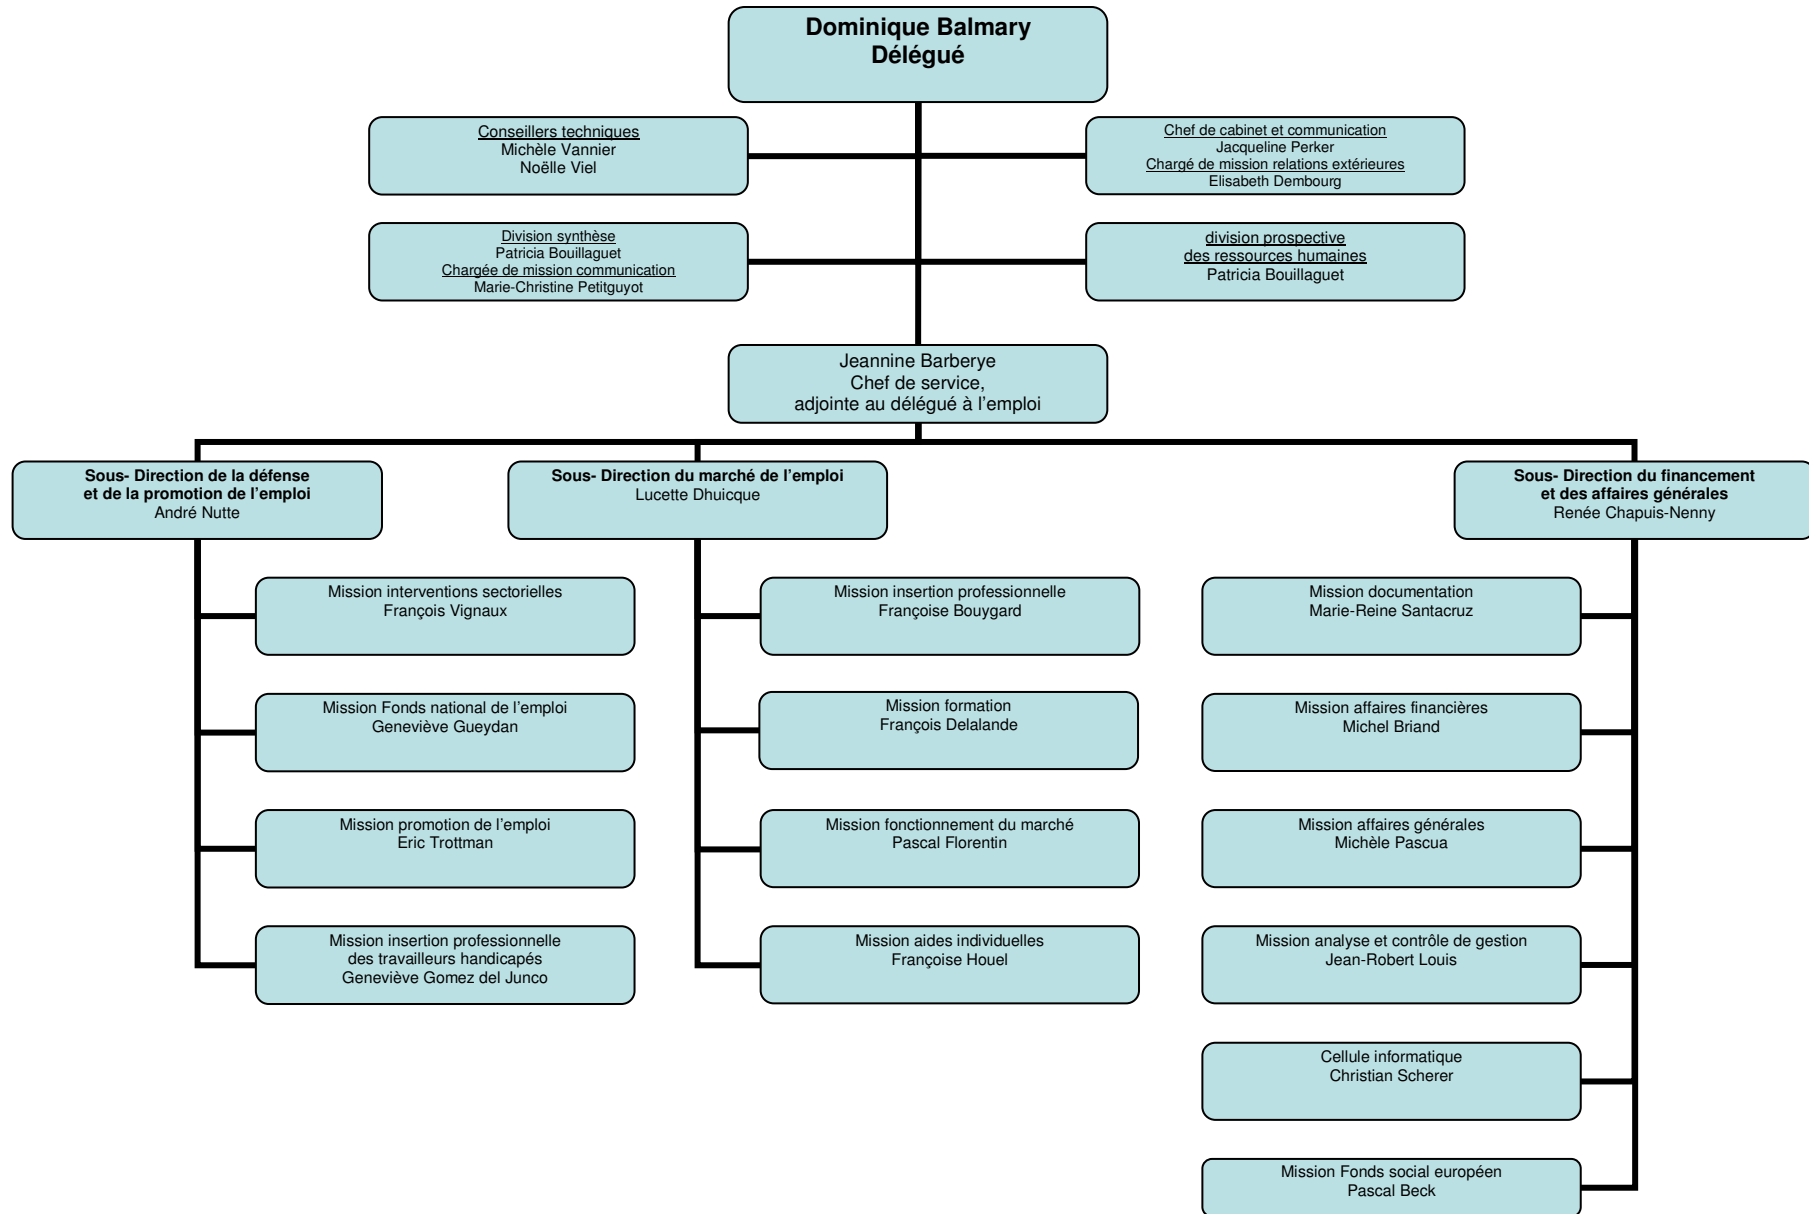 Dominique Balmary
Délégué
Conseillers techniques
Michèle Vannier
Noëlle Viel
Chef de cabinet et communication
Jacqueline Perker
Chargé de mission relations extérieures
Elisabeth Dembourg
Division synthèse
Patricia Bouillaguet
Chargée de mission communication
Marie-Christine Petitguyot
division prospective
des ressources humaines
Patricia Bouillaguet
Jeannine Barberye
Chef de service,
adjointe au délégué à l’emploi
Sous- Direction de la défense
et de la promotion de l’emploi
André Nutte
Sous- Direction du marché de l’emploi
Lucette Dhuicque
Sous- Direction du financement
et des affaires générales
Renée Chapuis-Nenny
Mission interventions sectorielles
François Vignaux
Mission Fonds national de l’emploi
Geneviève Gueydan
Mission promotion de l’emploi
Eric Trottman
Mission insertion professionnelle
des travailleurs handicapés
Geneviève Gomez del Junco
Mission insertion professionnelle
Françoise Bouygard
Mission formation
François Delalande
Mission fonctionnement du marché
Pascal Florentin
Mission aides individuelles
Françoise Houel
Mission documentation
Marie-Reine Santacruz
Mission affaires financières
Michel Briand
Mission affaires générales
Michèle Pascua
Mission analyse et contrôle de gestion
Jean-Robert Louis
Cellule informatique
Christian Scherer
Mission Fonds social européen
Pascal Beck